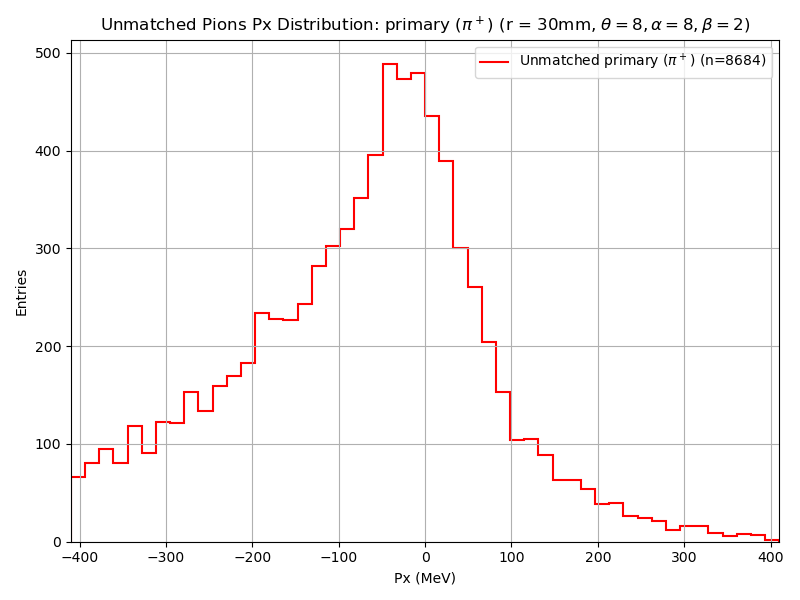 Unmatched Pions Px Distribution: primary (π⁺) (r = 30mm, θ = 8, α = 8, β = 2)
Unmatched primary (π⁺) (n=8684)
500
400
300
200
100
0
Entries
−400 −300 −200 −100 0 100 200 300 400
Px (MeV)